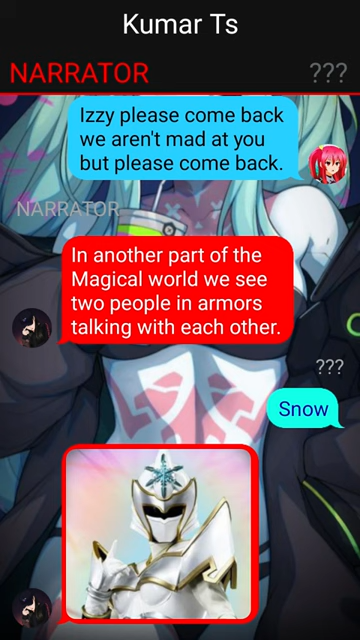 Kumar Ts
NARRATOR ???
Izzy please come back
we aren't mad at you
but please come back.
NARRATOR
In another part of the
Magical world we see
two people in armors
talking with each other.
???
Snow